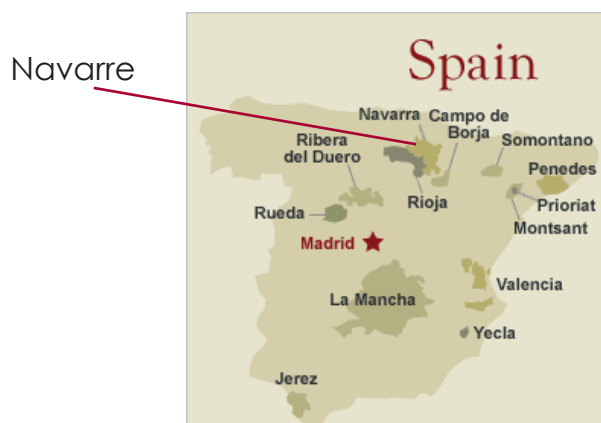 Spain
Navarre
Navarra
Campo de
Borja
Ribera
del Duero
Somontano
Penedes
Rioja
Prioriat
Rueda
Montsant
Madrid
Valencia
La Mancha
Yecla
Jerez